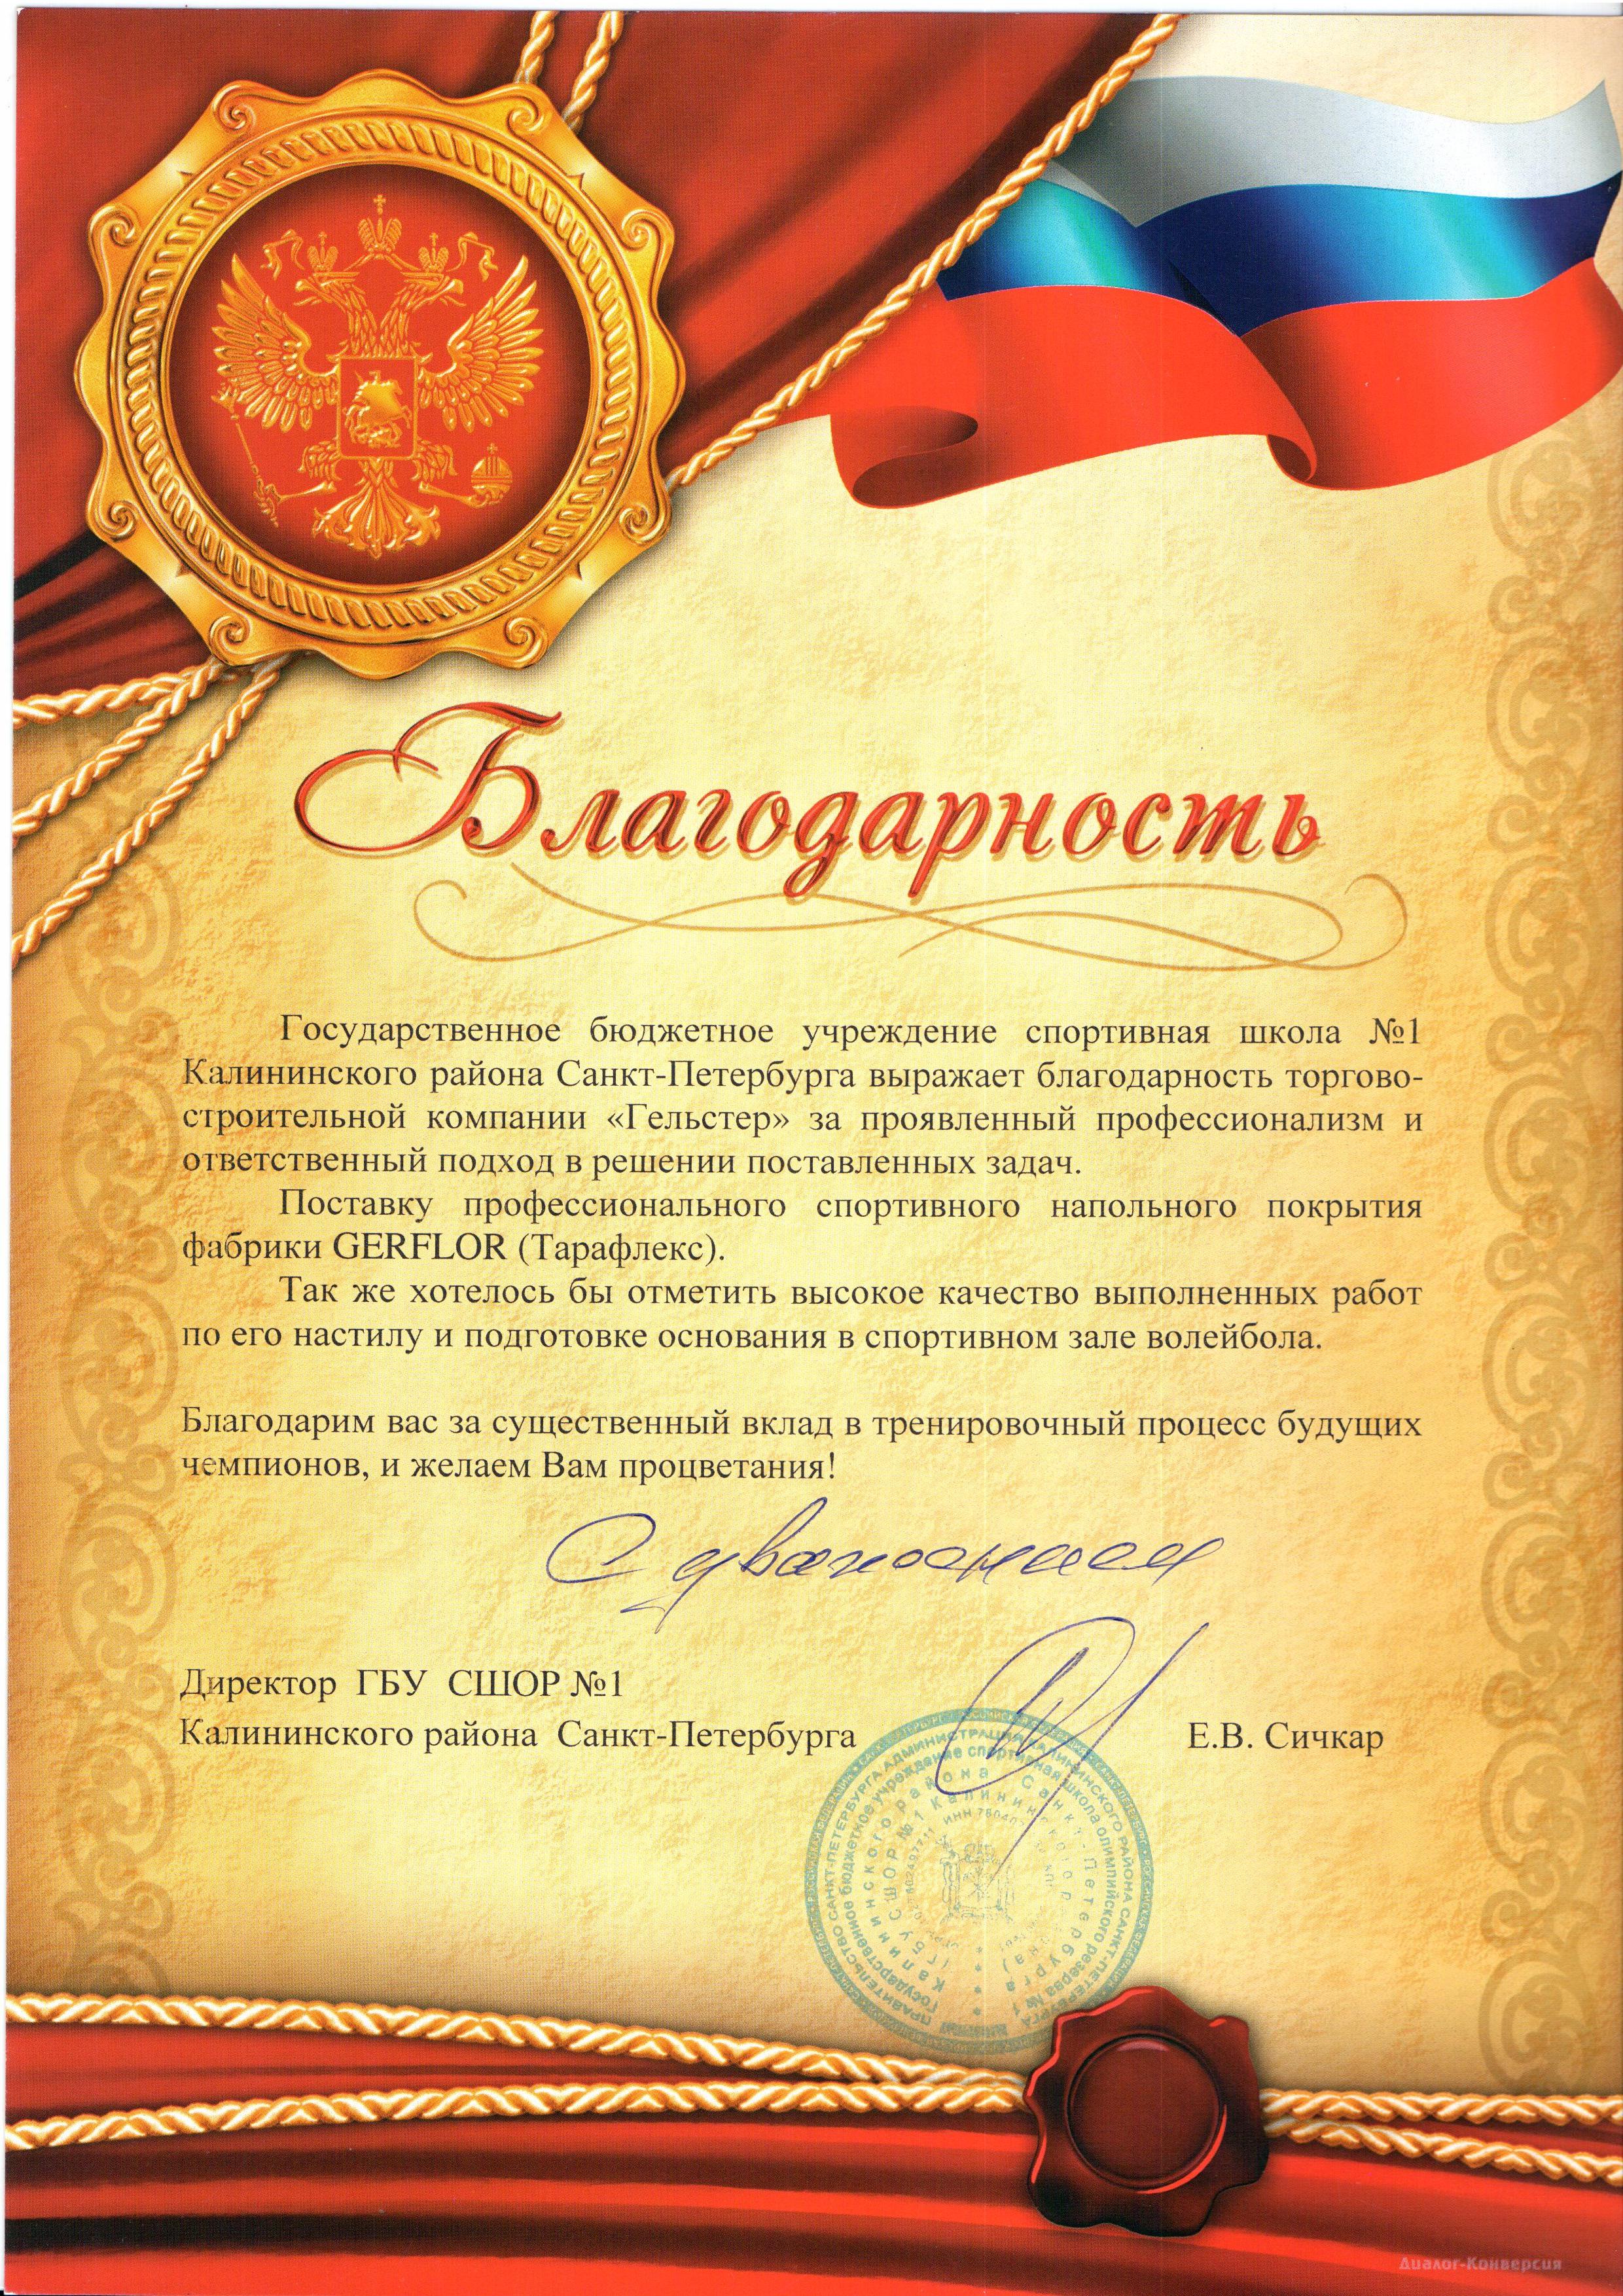 Благодарность
Государственное бюджетное учреждение спортивная школа №1
Калининского района Санкт-Петербурга выражает благодарность торгово-
строительной компании «Гельстер» за проявленный профессионализм и
ответственный подход в решении поставленных задач.
Поставку профессионального спортивного напольного покрытия
фабрики GERFLOR (Тарафлекс).
Так же хотелось бы отметить высокое качество выполненных работ
по его настилу и подготовке основания в спортивном зале волейбола.
Благодарим вас за существенный вклад в тренировочный процесс будущих
чемпионов, и желаем Вам процветания!
С уважением
Директор ГБУ СШОР №1
Калининского района Санкт-Петербурга
Е.В. Сичкар
ПРАВИТЕЛЬСТВО САНКТ-ПЕТЕРБУРГА АДМИНИСТРАЦИЯ КАЛИНИНСКОГО РАЙОНА САНКТ-ПЕТЕРБУРГА
Государственное бюджетное учреждение спортивная школа олимпийского резерва №1
Калининского района Санкт-Петербурга
(ГБУ СШОР №1 Калининского района)
Диалог-Конверсия